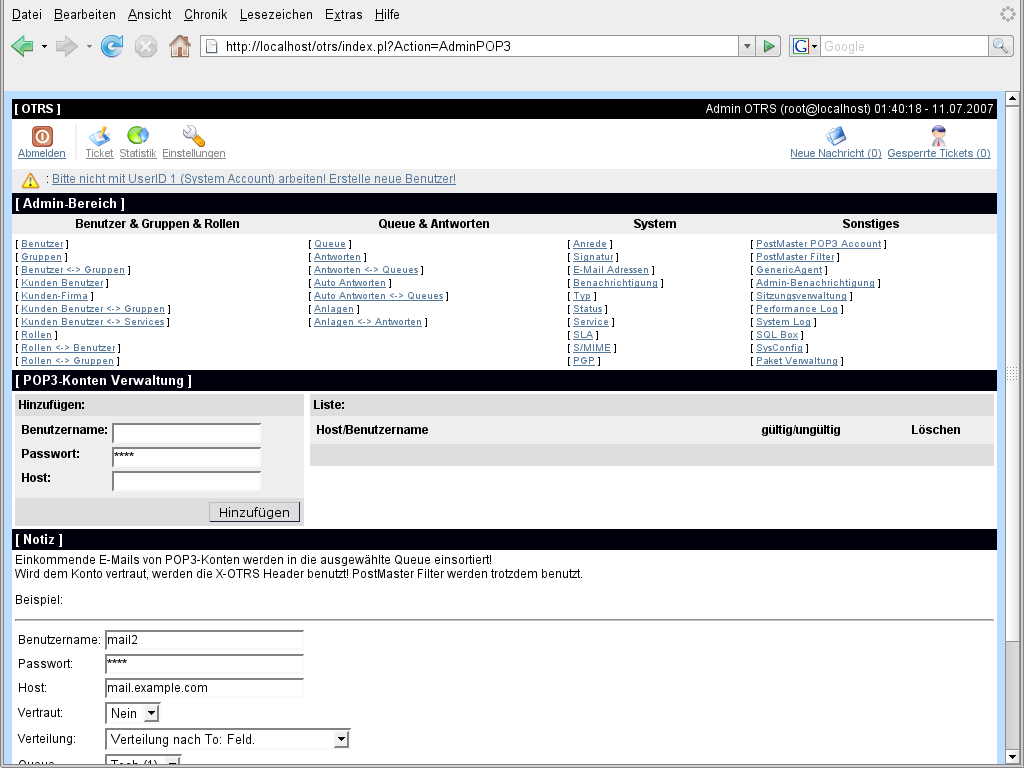 Datei Bearbeiten Ansicht Chronik Lesezeichen Extras Hilfe
http://localhost/otrs/index.pl?Action=AdminPOP3
G Google
[ OTRS ] Admin OTRS (root@localhost) 01:40:18 - 11.07.2007
Abmelden Ticket Statistik Einstellungen Neue Nachricht (0) Gesperrte Tickets (0)
: Bitte nicht mit UserID 1 (System Account) arbeiten! Erstelle neue Benutzer!
[ Admin-Bereich ]
Benutzer & Gruppen & Rollen Queue & Antworten System Sonstiges
[ Benutzer ] [ Queue ] [ Anrede ] [ PostMaster POP3 Account ]
[ Gruppen ] [ Antworten ] [ Signatur ] [ PostMaster Filter ]
[ Benutzer <-> Gruppen ] [ Antworten <-> Queues ] [ E-Mail Adressen ] [ GenericAgent ]
[ Kunden Benutzer ] [ Auto Antworten ] [ Benachrichtigung ] [ Admin-Benachrichtigung ]
[ Kunden-Firma ] [ Auto Antworten <-> Queues ] [ Typ ] [ Sitzungsverwaltung ]
[ Kunden Benutzer <-> Gruppen ] [ Anlagen ] [ Status ] [ Performance Log ]
[ Kunden Benutzer <-> Services ] [ Anlagen <-> Antworten ] [ Service ] [ System Log ]
[ Rollen ] [ SLA ] [ SQL Box ]
[ Rollen <-> Benutzer ] [ S/MIME ] [ SysConfig ]
[ Rollen <-> Gruppen ] [ PGP ] [ Paket Verwaltung ]
[ POP3-Konten Verwaltung ]
Hinzufügen: Liste:
Benutzername: Host/Benutzername gültig/ungültig Löschen
Passwort: ****
Host:
Hinzufügen
[ Notiz ]
Einkommende E-Mails von POP3-Konten werden in die ausgewählte Queue einsortiert!
Wird dem Konto vertraut, werden die X-OTRS Header benutzt! PostMaster Filter werden trotzdem benutzt.
Beispiel:
Benutzername: mail2
Passwort: ****
Host: mail.example.com
Vertraut: Nein
Verteilung: Verteilung nach To: Feld.